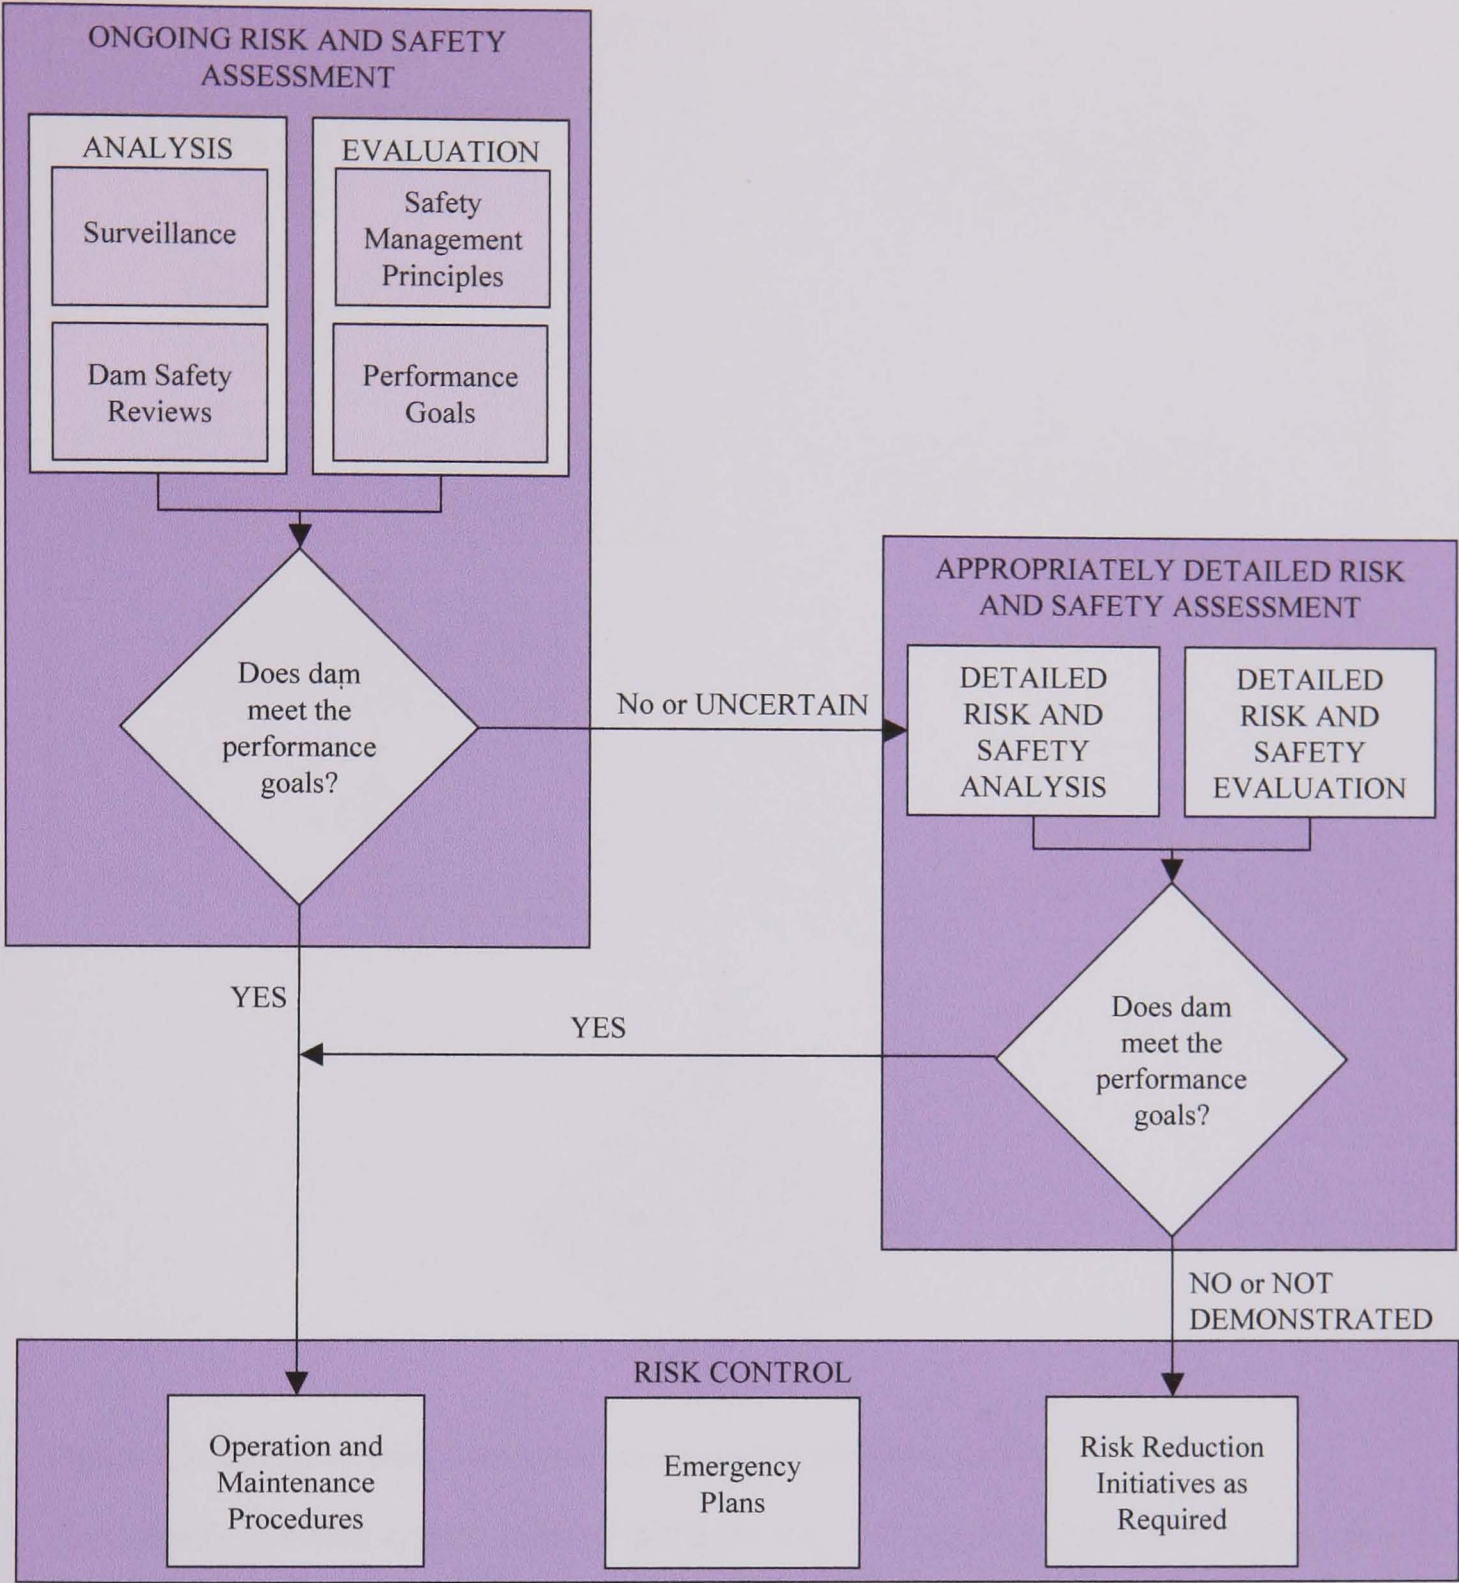 ONGOING RISK AND SAFETY
ASSESSMENT
ANALYSIS
Surveillance
Dam Safety
Reviews
EVALUATION
Safety
Management
Principles
Performance
Goals
Does dam
meet the
performance
goals?
No or UNCERTAIN
YES
APPROPRIATELY DETAILED RISK
AND SAFETY ASSESSMENT
DETAILED
RISK AND
SAFETY
ANALYSIS
DETAILED
RISK AND
SAFETY
EVALUATION
Does dam
meet the
performance
goals?
YES
NO or NOT
DEMONSTRATED
RISK CONTROL
Operation and
Maintenance
Procedures
Emergency
Plans
Risk Reduction
Initiatives as
Required